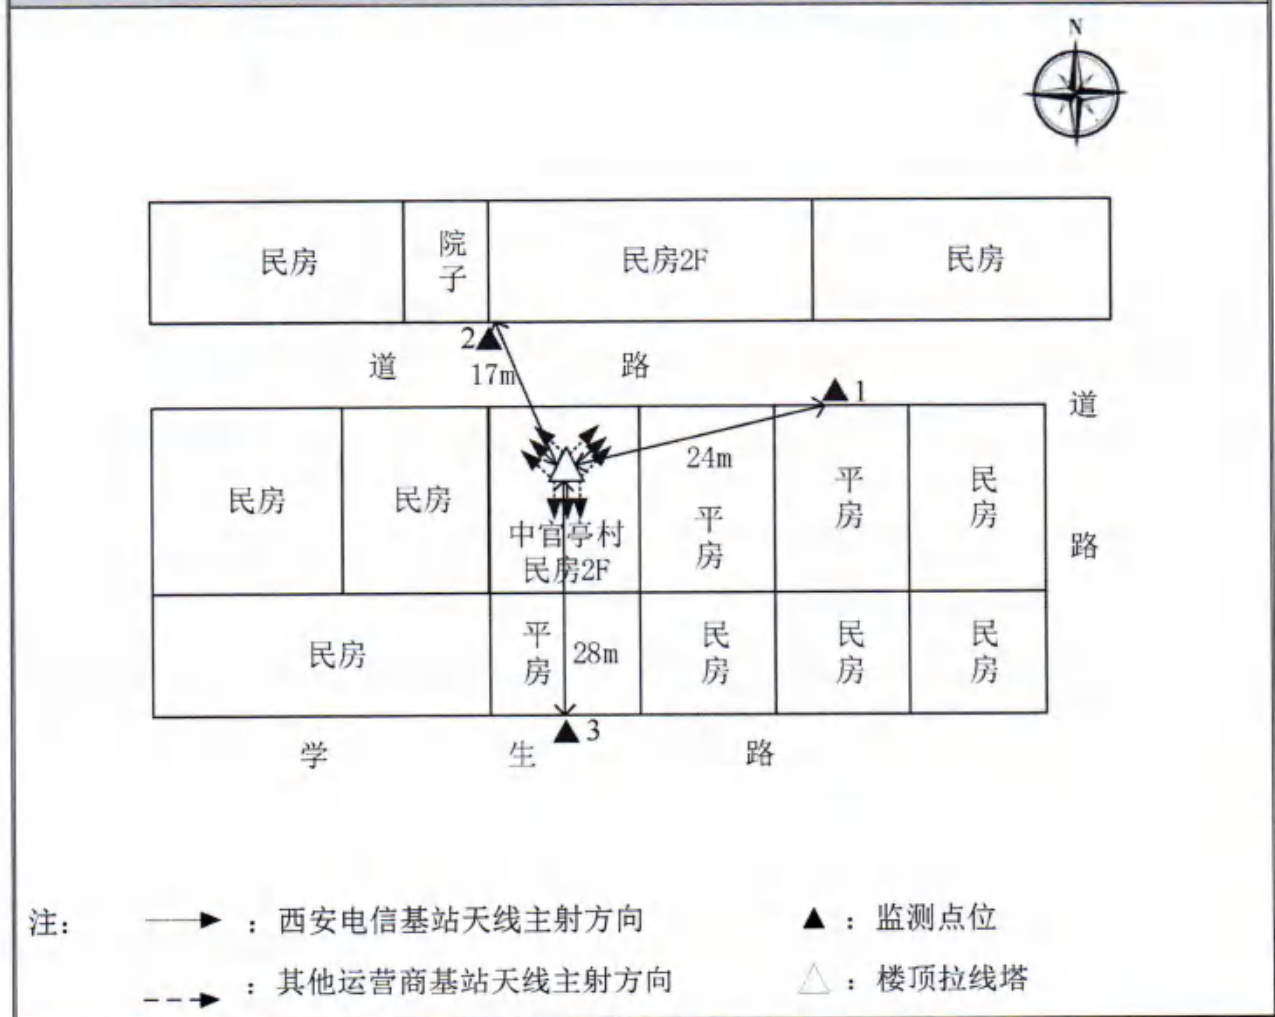 N
民房
院子
民房2F
民房
2
17m
道
路
1
道
24m
民房
民房
中官亭村
民房2F
平房
平房
民房
路
民房
平房
28m
民房
民房
民房
3
学
生
路
注：
：西安电信基站天线主射方向
▲：监测点位
：其他运营商基站天线主射方向
△：楼顶拉线塔